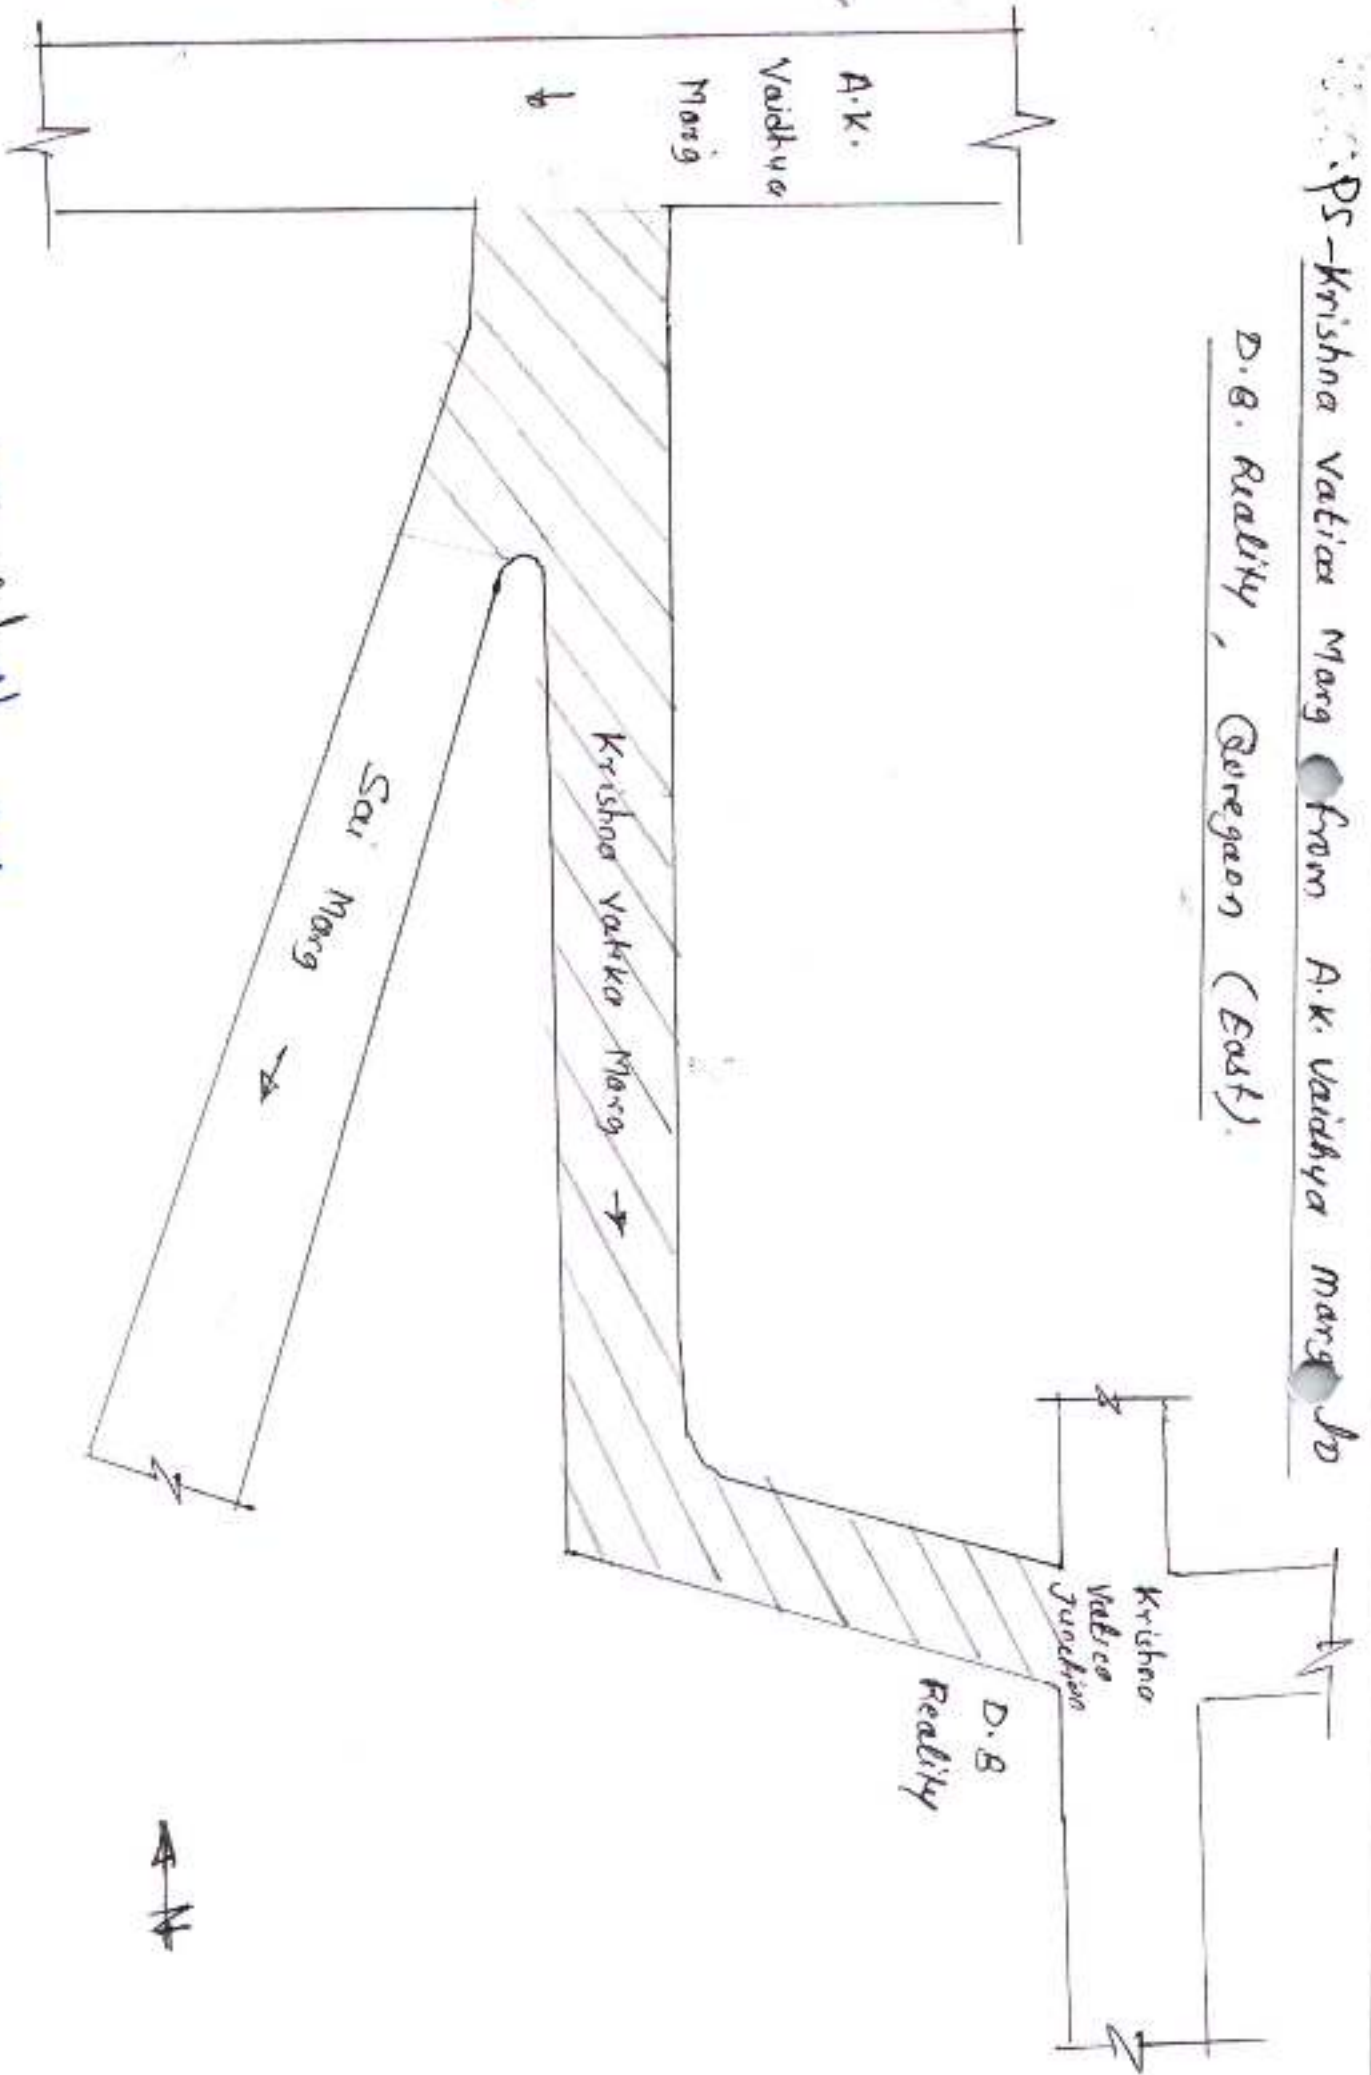 PS-Krishna Vatica Marg from A.K. Vaidhya marg to
D.B. Reality, Goregaon (East).
A.K.
Vaidhya
Marg
Krishna
Vatica
Junction
D.B
Reality
Krishna Vatika Marg →
Sai Marg →
N